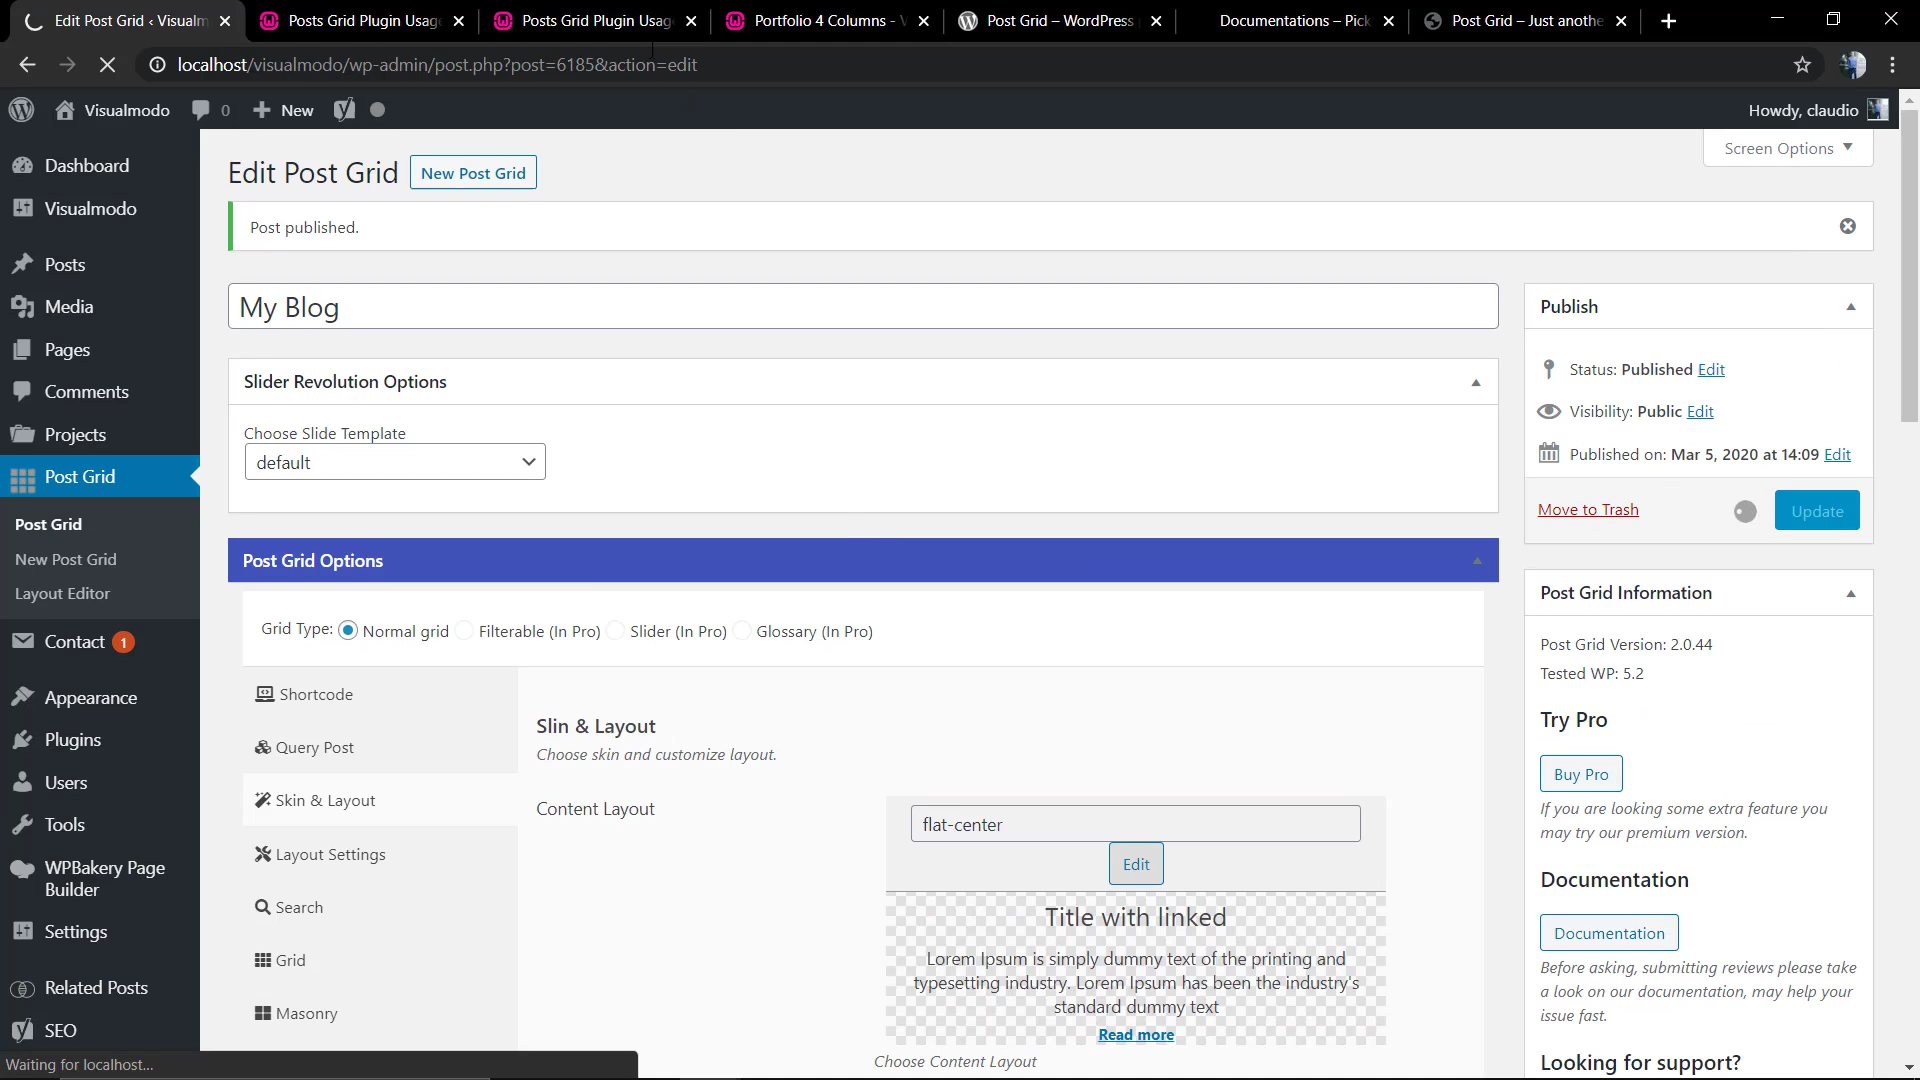 Edit Post Grid ‹ Visualm
Posts Grid Plugin Usag
Posts Grid Plugin Usag
Portfolio 4 Columns - V
Post Grid – WordPress
Documentations – Pick
Post Grid – Just anothe
localhost/visualmodo/wp-admin/post.php?post=6185&action=edit
Visualmodo
0
New
Howdy, claudio
Dashboard
Visualmodo
Posts
Media
Pages
Comments
Projects
Post Grid
Post Grid
New Post Grid
Layout Editor
Contact 1
Appearance
Plugins
Users
Tools
WPBakery Page
Builder
Settings
Related Posts
SEO
Waiting for localhost...
Screen Options
Edit Post Grid
New Post Grid
Post published.
My Blog
Slider Revolution Options
Choose Slide Template
default
Post Grid Options
Grid Type: Normal grid Filterable (In Pro) Slider (In Pro) Glossary (In Pro)
Shortcode
Query Post
Skin & Layout
Layout Settings
Search
Grid
Masonry
Slin & Layout
Choose skin and customize layout.
Content Layout
flat-center
Edit
Title with linked
Lorem Ipsum is simply dummy text of the printing and
typesetting industry. Lorem Ipsum has been the industry's
standard dummy text
Read more
Choose Content Layout
Publish
Status: Published Edit
Visibility: Public Edit
Published on: Mar 5, 2020 at 14:09 Edit
Move to Trash
Update
Post Grid Information
Post Grid Version: 2.0.44
Tested WP: 5.2
Try Pro
Buy Pro
If you are looking some extra feature you
may try our premium version.
Documentation
Documentation
Before asking, submitting reviews please take
a look on our documentation, may help your
issue fast.
Looking for support?